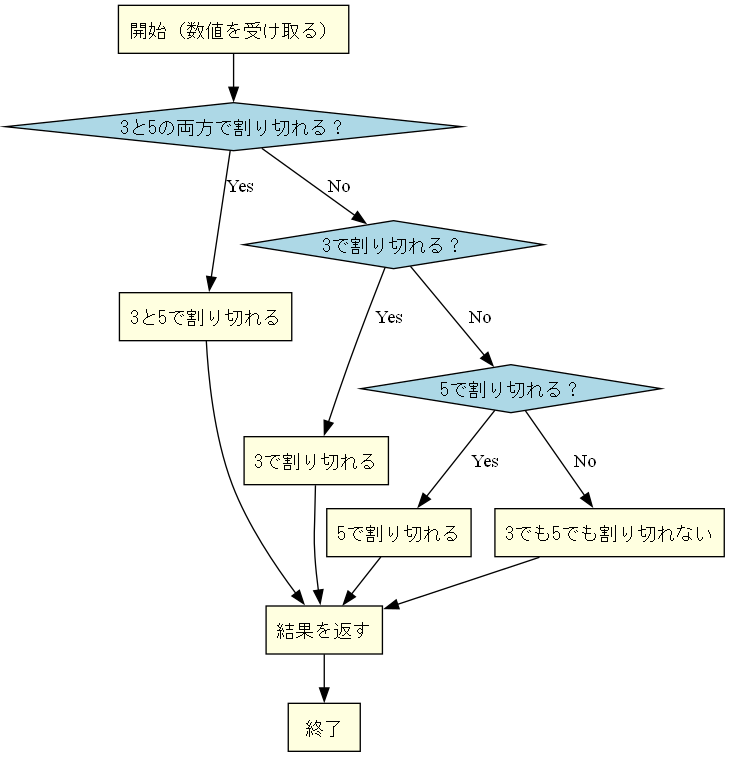 開始（数値を受け取る）
3と5の両方で割り切れる？
Yes
No
3で割り切れる？
3と5で割り切れる
Yes
No
5で割り切れる？
3で割り切れる
Yes
No
5で割り切れる
3でも5でも割り切れない
結果を返す
終了